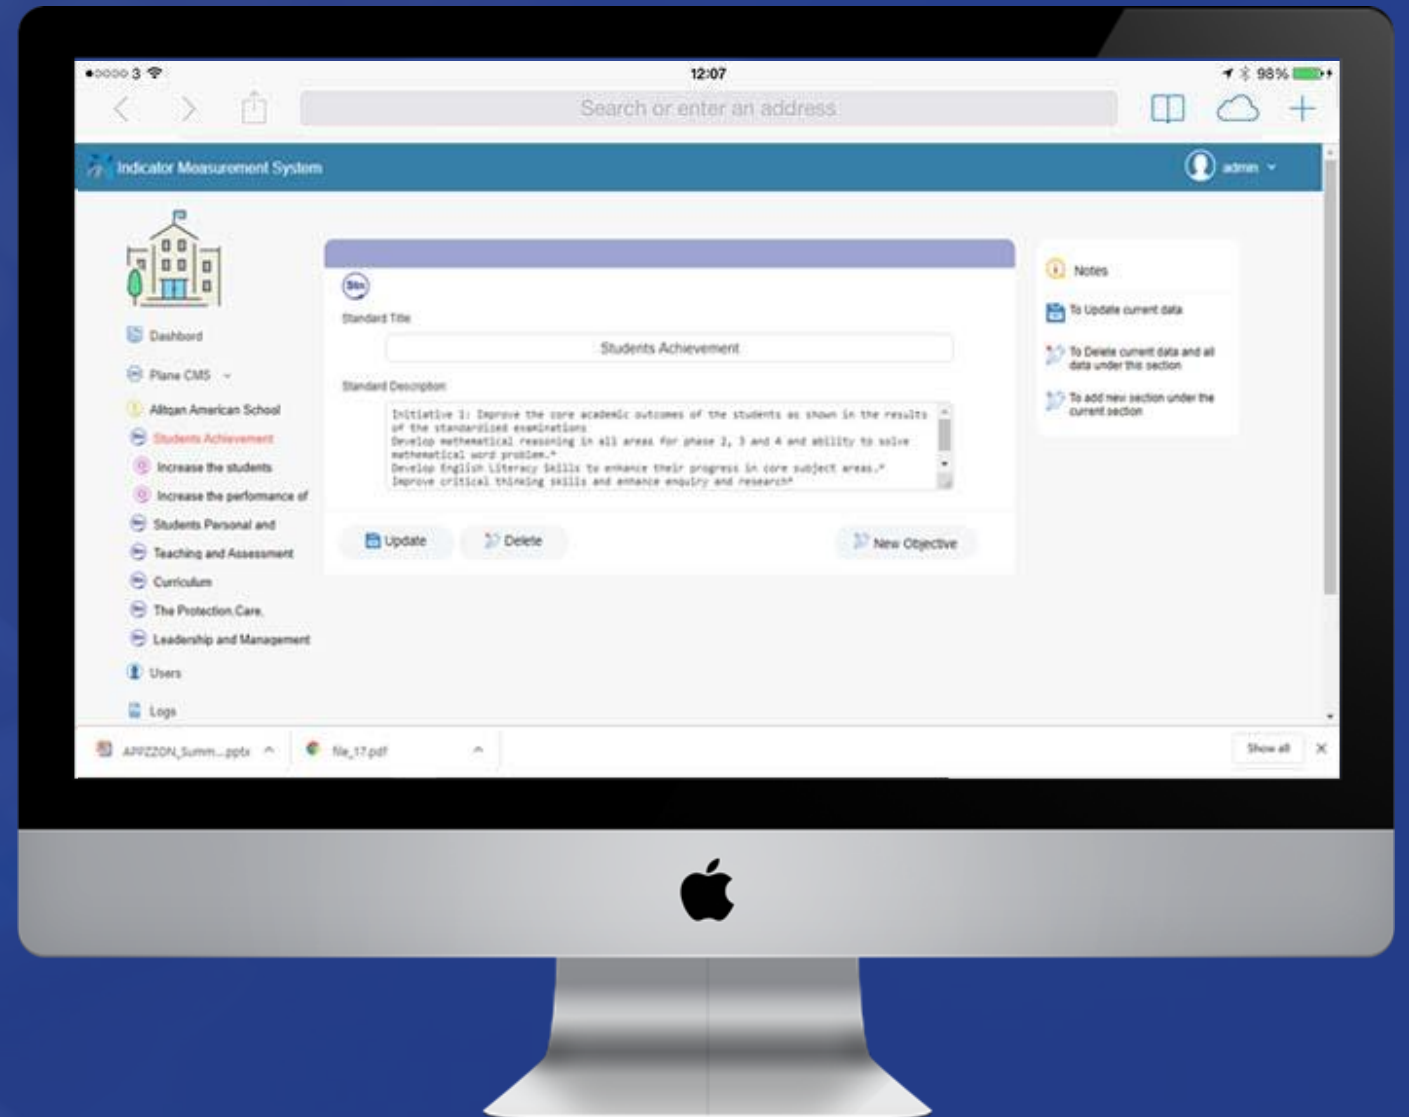 3
12:07
98%
Search or enter an address
Indicator Measurement System
admin
Dashbord
Plane CMS
Alitqan American School
Students Achievement
Increase the students
Increase the performance of
Students Personal and
Teaching and Assessment
Curriculum
The Protection,Care,
Leadership and Management
Users
Logs
Stn
Standard Title
Students Achievement
Standard Description
Initiative 1: Improve the core academic outcomes of the students as shown in the results
of the standardized examinations
Develop mathematical reasoning in all areas for phase 2, 3 and 4 and ability to solve
mathematical word problem.*
Develop English Literacy Skills to enhance their progress in core subject areas.*
Improve critical thinking skills and enhance enquiry and research*
Update
Delete
New Objective
Notes
To Update current data
To Delete current data and all
data under this section
To add new section under the
current section
APPZZON_Summ....pptx
file_17.pdf
Show all